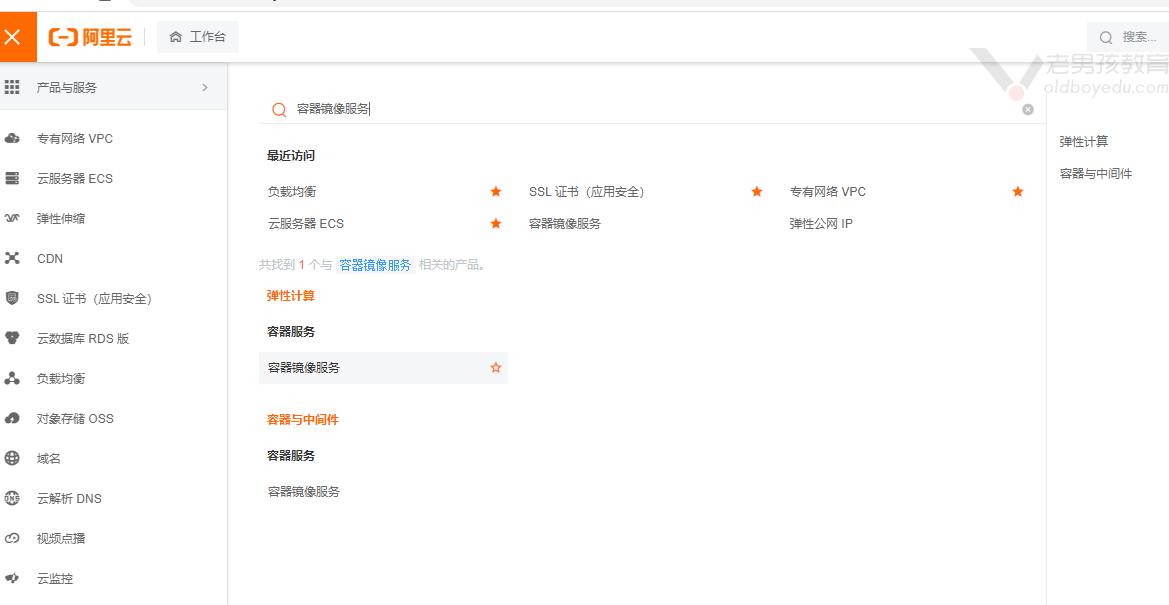 阿里云
工作台
搜索...
老男孩教育
oldboyedu.com
产品与服务
专有网络 VPC
云服务器 ECS
弹性伸缩
CDN
SSL 证书（应用安全）
云数据库 RDS 版
负载均衡
对象存储 OSS
域名
云解析 DNS
视频点播
云监控
容器镜像服务
最近访问
负载均衡 SSL 证书（应用安全） 专有网络 VPC
云服务器 ECS 容器镜像服务 弹性公网 IP
共找到 1 个与 容器镜像服务 相关的产品。
弹性计算
容器服务
容器镜像服务
容器与中间件
容器服务
容器镜像服务
弹性计算
容器与中间件